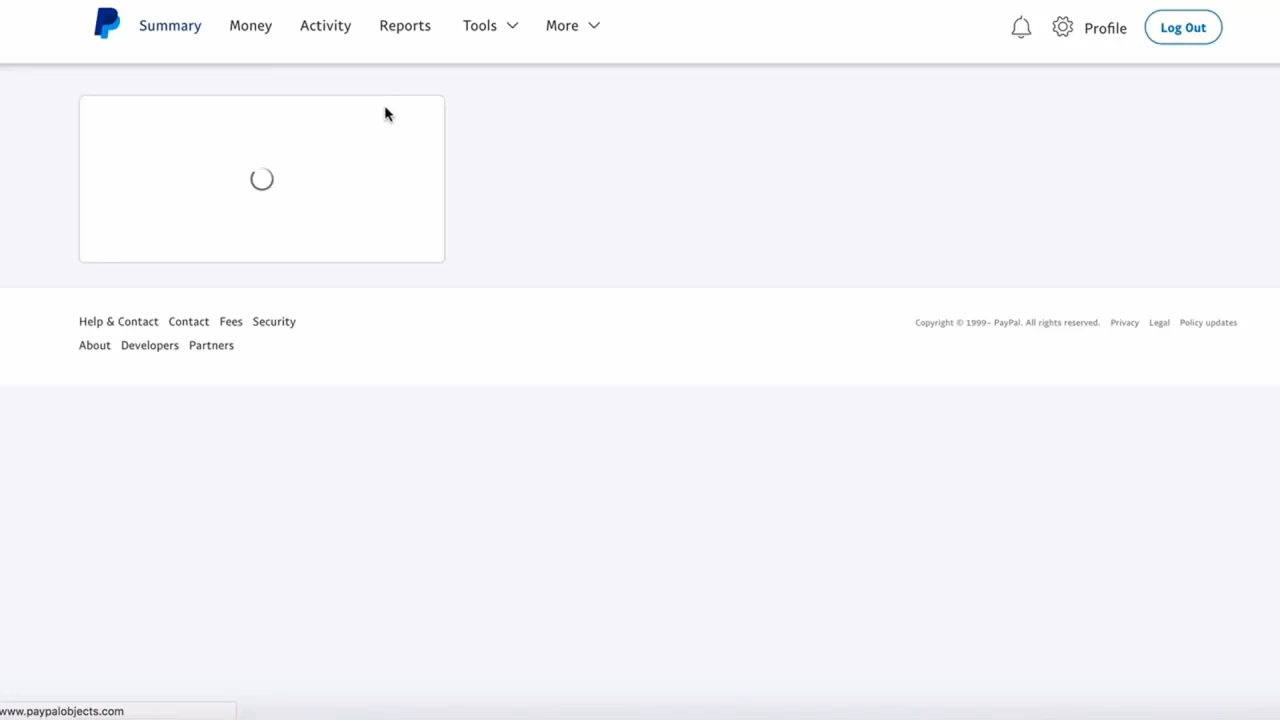 Summary Money Activity Reports Tools More Profile Log Out
Help & Contact Contact Fees Security
Copyright © 1999- PayPal. All rights reserved. Privacy Legal Policy updates
About Developers Partners
www.paypalobjects.com